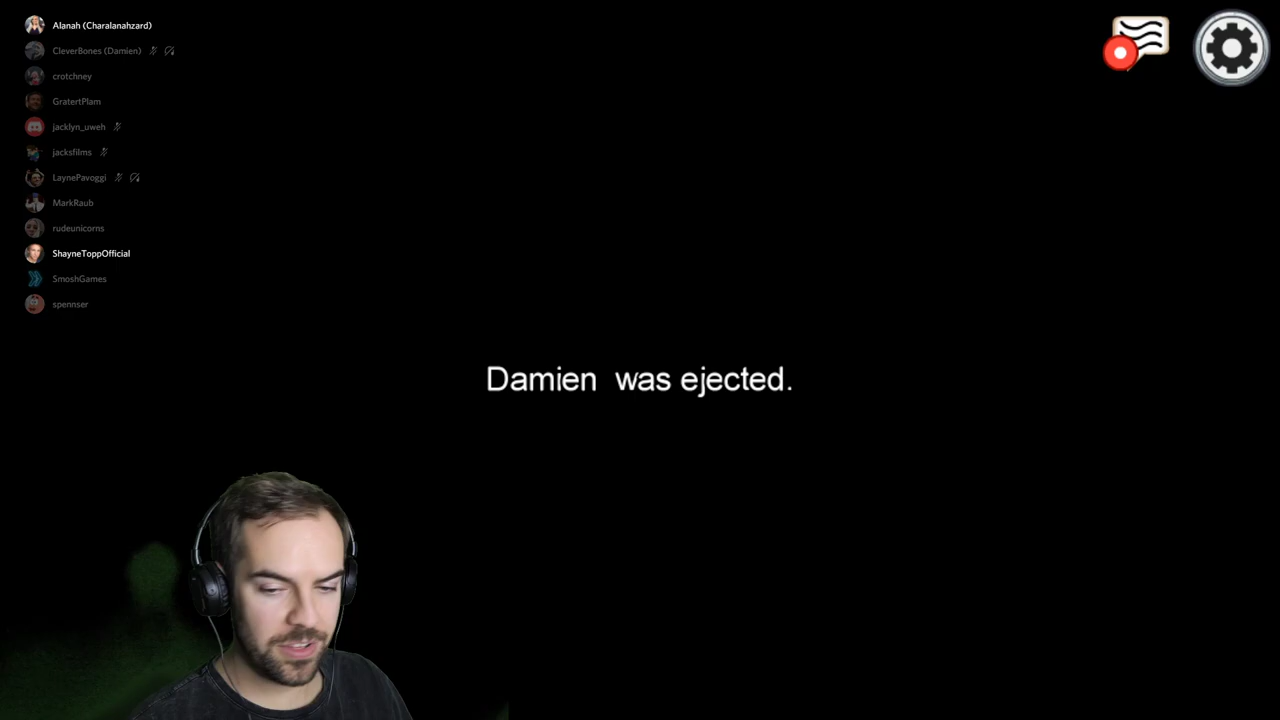 Alanah (Charalanahzard)
CleverBones (Damien)
crotchney
GratertPlam
jacklyn_uweh
jacksfilms
LaynePavoggi
MarkRaub
rudeunicorns
ShayneToppOfficial
SmoshGames
spennser
Damien was ejected.